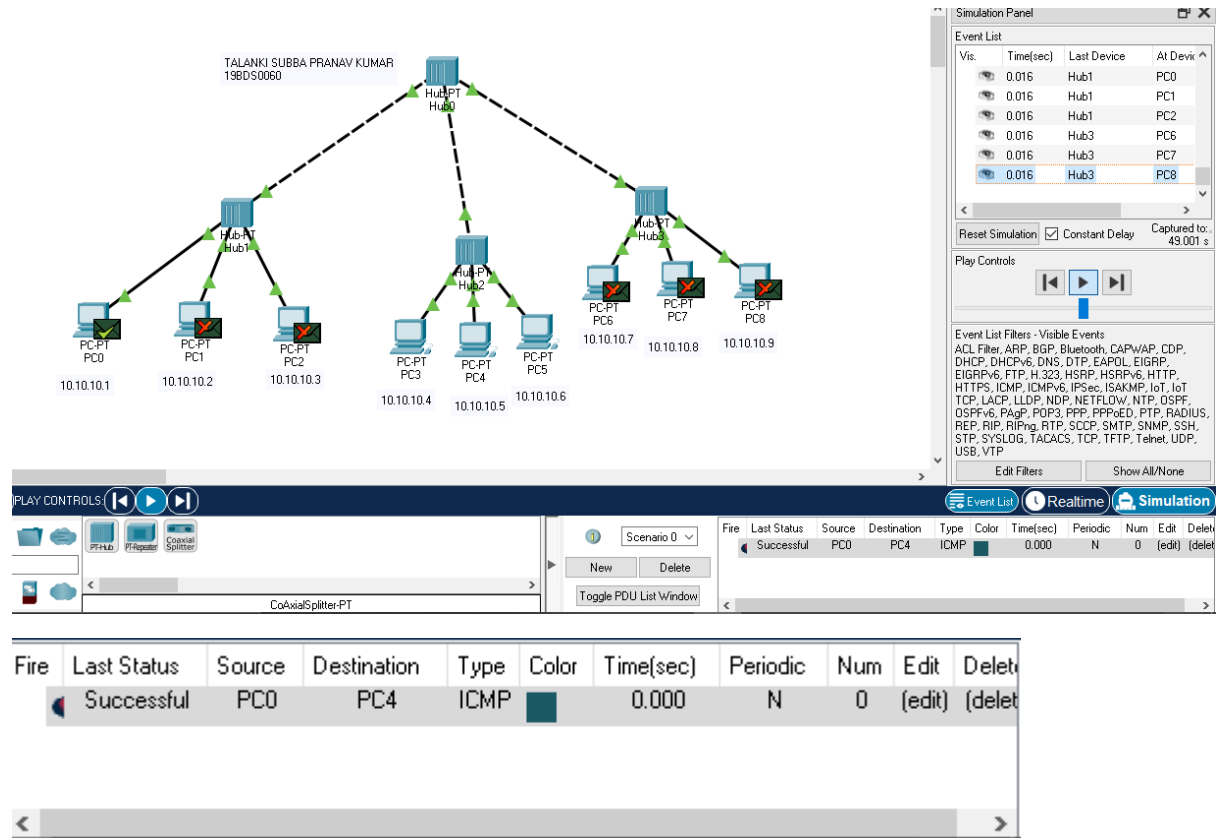 Simulation Panel
Event List
Vis. Time(sec) Last Device At Devic
0.016 Hub1 PC0
0.016 Hub1 PC1
0.016 Hub1 PC2
0.016 Hub3 PC6
0.016 Hub3 PC7
0.016 Hub3 PC8
Reset Simulation Constant Delay Captured to:
49.001 s
Play Controls
Event List Filters - Visible Events
ACL Filter, ARP, BGP, Bluetooth, CAPWAP, CDP,
DHCP, DHCPv6, DNS, DTP, EAPOL, EIGRP,
EIGRPv6, FTP, H.323, HSRP, HSRPv6, HTTP,
HTTPS, ICMP, ICMPv6, IPSec, ISAKMP, IoT, IoT
TCP, LACP, LLDP, NDP, NETFLOW, NTP, OSPF,
OSPFv6, PAgP, POP3, PPP, PPPoED, PTP, RADIUS,
REP, RIP, RIPng, RTP, SCCP, SMTP, SNMP, SSH,
STP, SYSLOG, TACACS, TCP, TFTP, Telnet, UDP,
USB, VTP
Edit Filters Show All/None
TALANKI SUBBA PRANAV KUMAR
19BDS0060
Hub-PT
Hub0
Hub-PT
Hub1
Hub-PT
Hub2
Hub-PT
Hub3
PC-PT
PC0
10.10.10.1
PC-PT
PC1
10.10.10.2
PC-PT
PC2
10.10.10.3
PC-PT
PC3
10.10.10.4
PC-PT
PC4
10.10.10.5
PC-PT
PC5
10.10.10.6
PC-PT
PC6
10.10.10.7
PC-PT
PC7
10.10.10.8
PC-PT
PC8
10.10.10.9
PLAY CONTROLS:
Event List Realtime Simulation
PT-Hub PT-Repeater Coaxial Splitter
CoAxialSplitter-PT
Scenario 0
New Delete
Toggle PDU List Window
Fire Last Status Source Destination Type Color Time(sec) Periodic Num Edit Delet
Successful PC0 PC4 ICMP 0.000 N 0 (edit) (delet
Fire Last Status Source Destination Type Color Time(sec) Periodic Num Edit Delet
Successful PC0 PC4 ICMP 0.000 N 0 (edit) (delet